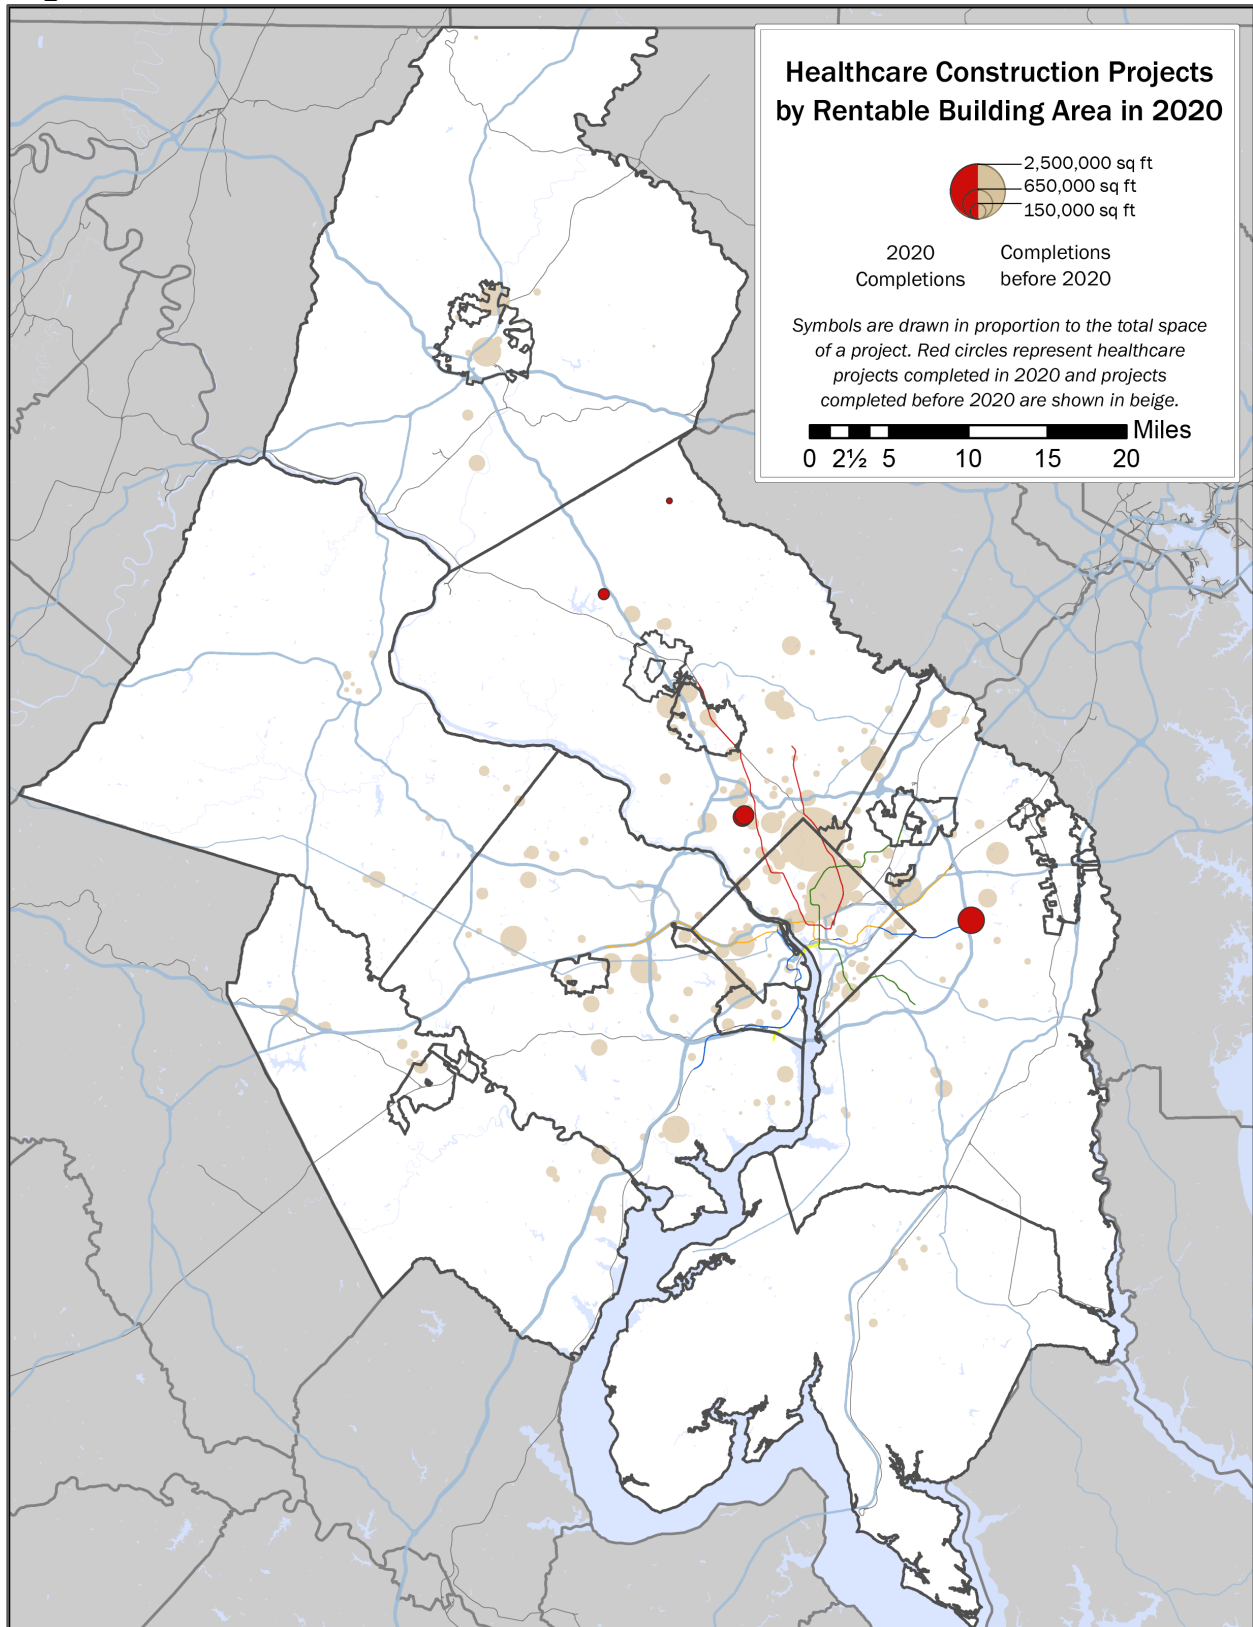 Healthcare Construction Projects
by Rentable Building Area in 2020
2,500,000 sq ft
650,000 sq ft
150,000 sq ft
2020
Completions
Completions
before 2020
Symbols are drawn in proportion to the total space
of a project. Red circles represent healthcare
projects completed in 2020 and projects
completed before 2020 are shown in beige.
Miles
0 2½ 5 10 15 20